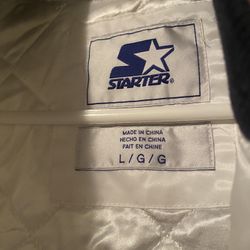 STARTER®
MADE IN CHINA
HECHO EN CHINA
FAIT EN CHINE
L/G/G